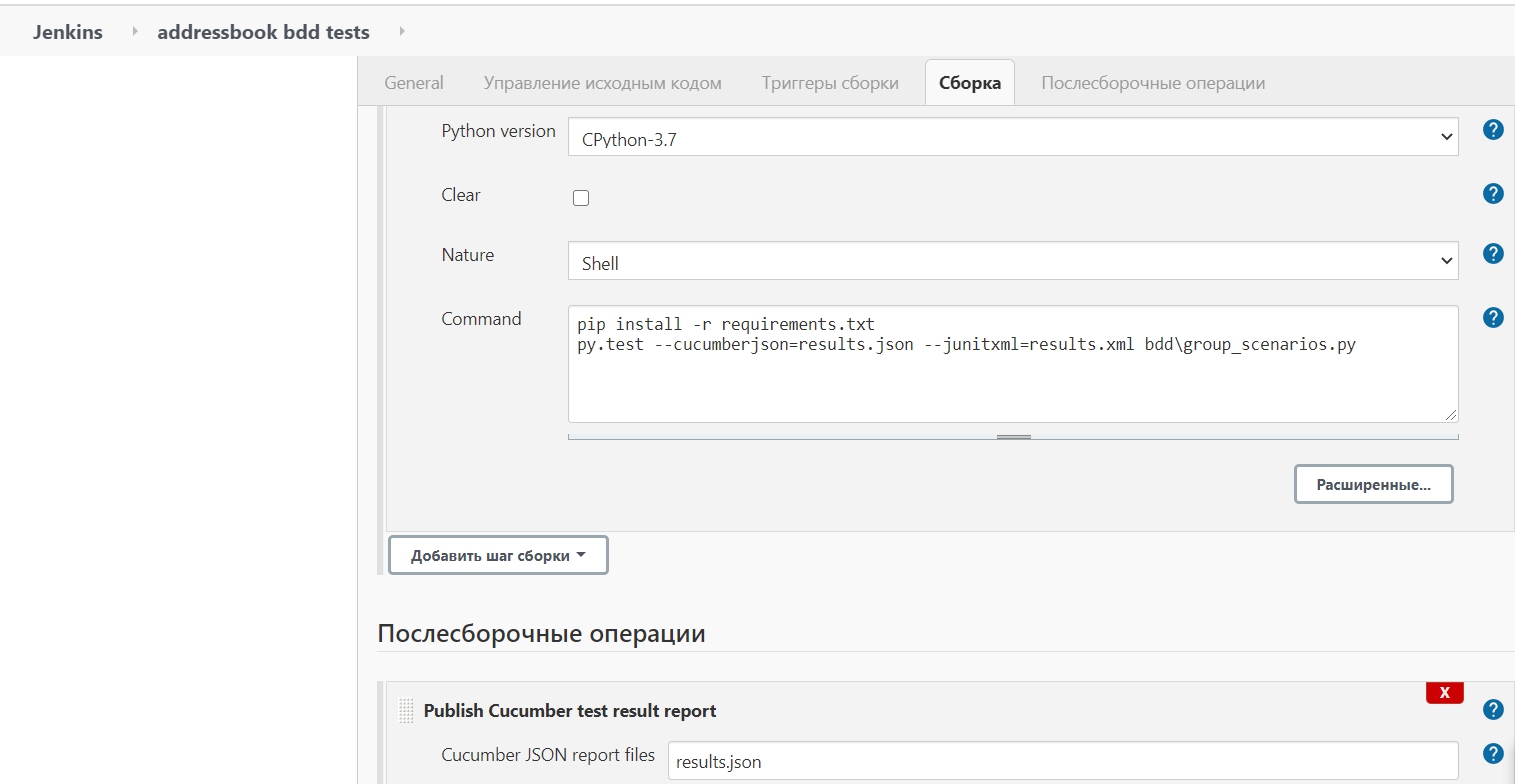 Jenkins addressbook bdd tests
General Управление исходным кодом Триггеры сборки Сборка Послесборочные операции
Python version CPython-3.7 ?
Clear ?
Nature Shell ?
Command ?
pip install -r requirements.txt
py.test --cucumberjson=results.json --junitxml=results.xml bdd\group_scenarios.py
Расширенные...
Добавить шаг сборки
Послесборочные операции
X
Publish Cucumber test result report ?
Cucumber JSON report files results.json ?